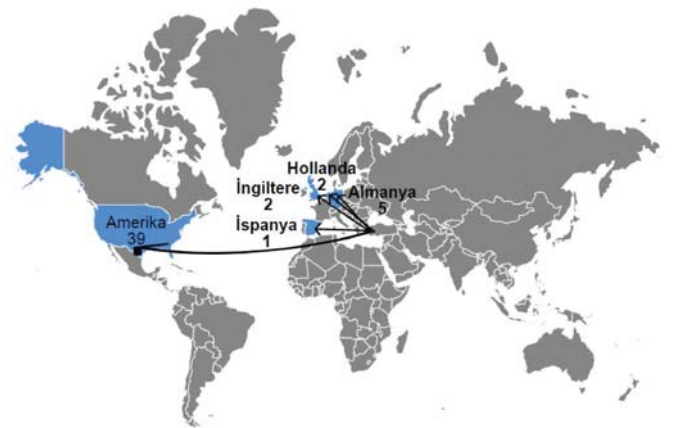 Hollanda
2
İngiltere
2
Almanya
5
Amerika
39
İspanya
1